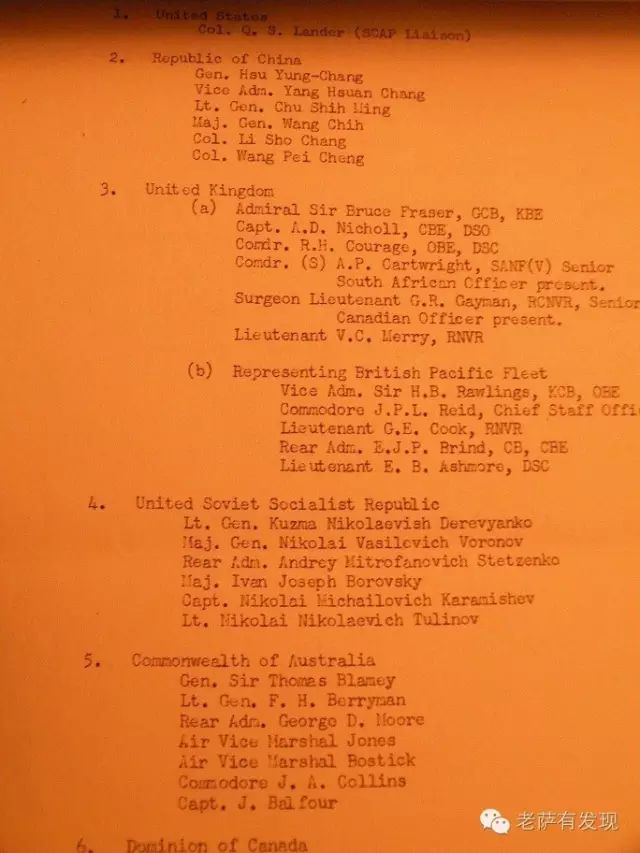 1. United States
Col. Q. S. Lander (SCAP Liaison)
2. Republic of China
Gen. Hsu Yung-Chang
Vice Adm. Yang Hsuan Chang
Lt. Gen. Chu Shih Ming
Maj. Gen. Wang Chih
Col. Li Sho Chang
Col. Wang Pei Cheng
3. United Kingdom
(a) Admiral Sir Bruce Fraser, GCB, KBE
Capt. A.D. Nicholl, CBE, DSO
Comdr. R.H. Courage, OBE, DSC
Comdr. (S) A.P. Cartwright, SANF(V) Senior
South African Officer present.
Surgeon Lieutenant G.R. Gayman, RCNVR, Senior
Canadian Officer present.
Lieutenant V.C. Merry, RNVR
(b) Representing British Pacific Fleet
Vice Adm. Sir H.B. Rawlings, KCB, OBE
Commodore J.P.L. Reid, Chief Staff Offi
Lieutenant G.E. Cook, RNVR
Rear Adm. E.J.P. Brind, CB, CBE
Lieutenant E. B. Ashmore, DSC
4. United Soviet Socialist Republic
Lt. Gen. Kuzma Nikolaevish Derevyanko
Maj. Gen. Nikolai Vasilovich Voronov
Rear Adm. Andrey Mitrofanovich Stetzenko
Maj. Ivan Joseph Borovsky
Capt. Nikolai Michailovich Karamishev
Lt. Nikolai Nikolaevich Tulinov
5. Commonwealth of Australia
Gen. Sir Thomas Blamey
Lt. Gen. F. H. Berryman
Rear Adm. George D. Moore
Air Vice Marshal Jones
Air Vice Marshal Bostick
Commodore J. A. Collins
Capt. J. Balfour
6. Dominion of Canada
老萨有发现